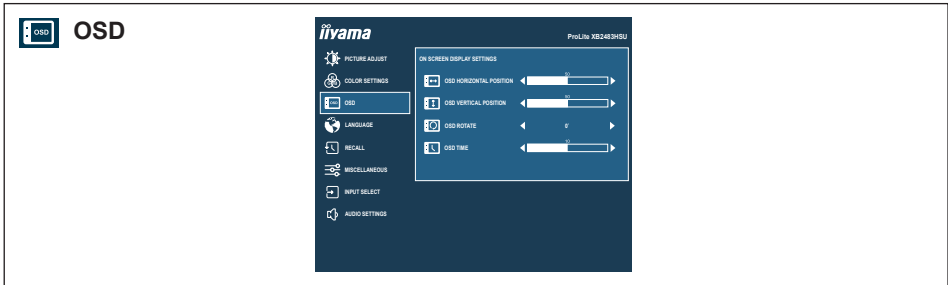 OSD
OSD
iiyama
ProLite XB2483HSU
PICTURE ADJUST
COLOR SETTINGS
OSD
OSD
LANGUAGE
RECALL
MISCELLANEOUS
INPUT SELECT
AUDIO SETTINGS
ON SCREEN DISPLAY SETTINGS
OSD HORIZONTAL POSITION
50
OSD VERTICAL POSITION
50
OSD ROTATE
0°
OSD TIME
10